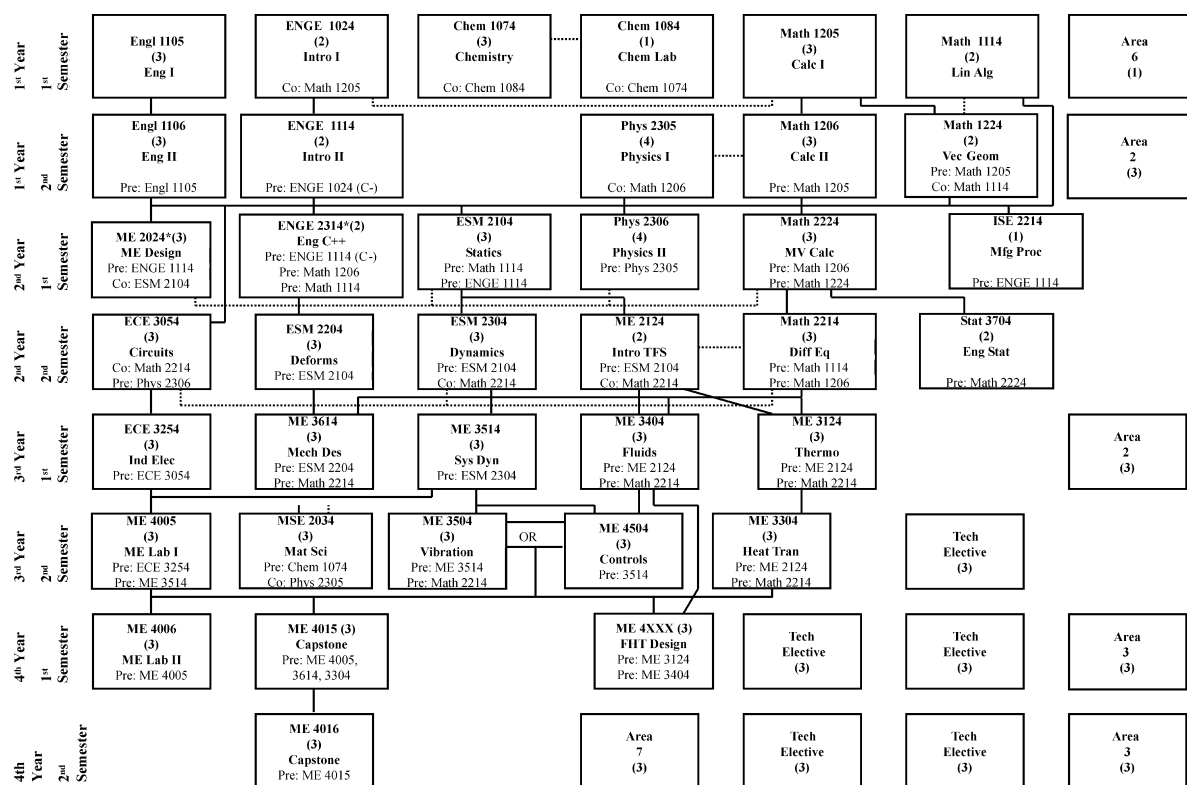 1st Year
1st
Semester
Engl 1105
(3)
Eng I
ENGE 1024
(2)
Intro I
Co: Math 1205
Chem 1074
(3)
Chemistry
Co: Chem 1084
Chem 1084
(1)
Chem Lab
Co: Chem 1074
Math 1205
(3)
Calc I
Math 1114
(2)
Lin Alg
Area
6
(1)
1st Year
2nd
Semester
Engl 1106
(3)
Eng II
Pre: Engl 1105
ENGE 1114
(2)
Intro II
Pre: ENGE 1024 (C-)
Phys 2305
(4)
Physics I
Co: Math 1206
Math 1206
(3)
Calc II
Pre: Math 1205
Math 1224
(2)
Vec Geom
Pre: Math 1205
Co: Math 1114
Area
2
(3)
2nd Year
1st
Semester
ME 2024*(3)
ME Design
Pre: ENGE 1114
Co: ESM 2104
ENGE 2314*(2)
Eng C++
Pre: ENGE 1114 (C-)
Pre: Math 1206
Pre: Math 1114
ESM 2104
(3)
Statics
Pre: Math 1114
Pre: ENGE 1114
Phys 2306
(4)
Physics II
Pre: Phys 2305
Math 2224
(3)
MV Calc
Pre: Math 1206
Pre: Math 1224
ISE 2214
(1)
Mfg Proc
Pre: ENGE 1114
2nd Year
2nd
Semester
ECE 3054
(3)
Circuits
Co: Math 2214
Pre: Phys 2306
ESM 2204
(3)
Deforms
Pre: ESM 2104
ESM 2304
(3)
Dynamics
Pre: ESM 2104
Co: Math 2214
ME 2124
(2)
Intro TFS
Pre: ESM 2104
Co: Math 2214
Math 2214
(3)
Diff Eq
Pre: Math 1114
Pre: Math 1206
Stat 3704
(2)
Eng Stat
Pre: Math 2224
3rd Year
1st
Semester
ECE 3254
(3)
Ind Elec
Pre: ECE 3054
ME 3614
(3)
Mech Des
Pre: ESM 2204
Pre: Math 2214
ME 3514
(3)
Sys Dyn
Pre: ESM 2304
ME 3404
(3)
Fluids
Pre: ME 2124
Pre: Math 2214
ME 3124
(3)
Thermo
Pre: ME 2124
Pre: Math 2214
Area
2
(3)
3rd Year
2nd
Semester
ME 4005
(3)
ME Lab I
Pre: ECE 3254
Pre: ME 3514
MSE 2034
(3)
Mat Sci
Pre: Chem 1074
Co: Phys 2305
ME 3504
(3)
Vibration
Pre: ME 3514
Pre: Math 2214
OR
ME 4504
(3)
Controls
Pre: 3514
ME 3304
(3)
Heat Tran
Pre: ME 2124
Pre: Math 2214
Tech
Elective
(3)
4th Year
1st
Semester
ME 4006
(3)
ME Lab II
Pre: ME 4005
ME 4015 (3)
Capstone
Pre: ME 4005,
3614, 3304
ME 4XXX (3)
FHT Design
Pre: ME 3124
Pre: ME 3404
Tech
Elective
(3)
Tech
Elective
(3)
Area
3
(3)
4th
Year
2nd
Semester
ME 4016
(3)
Capstone
Pre: ME 4015
Area
7
(3)
Tech
Elective
(3)
Tech
Elective
(3)
Area
3
(3)